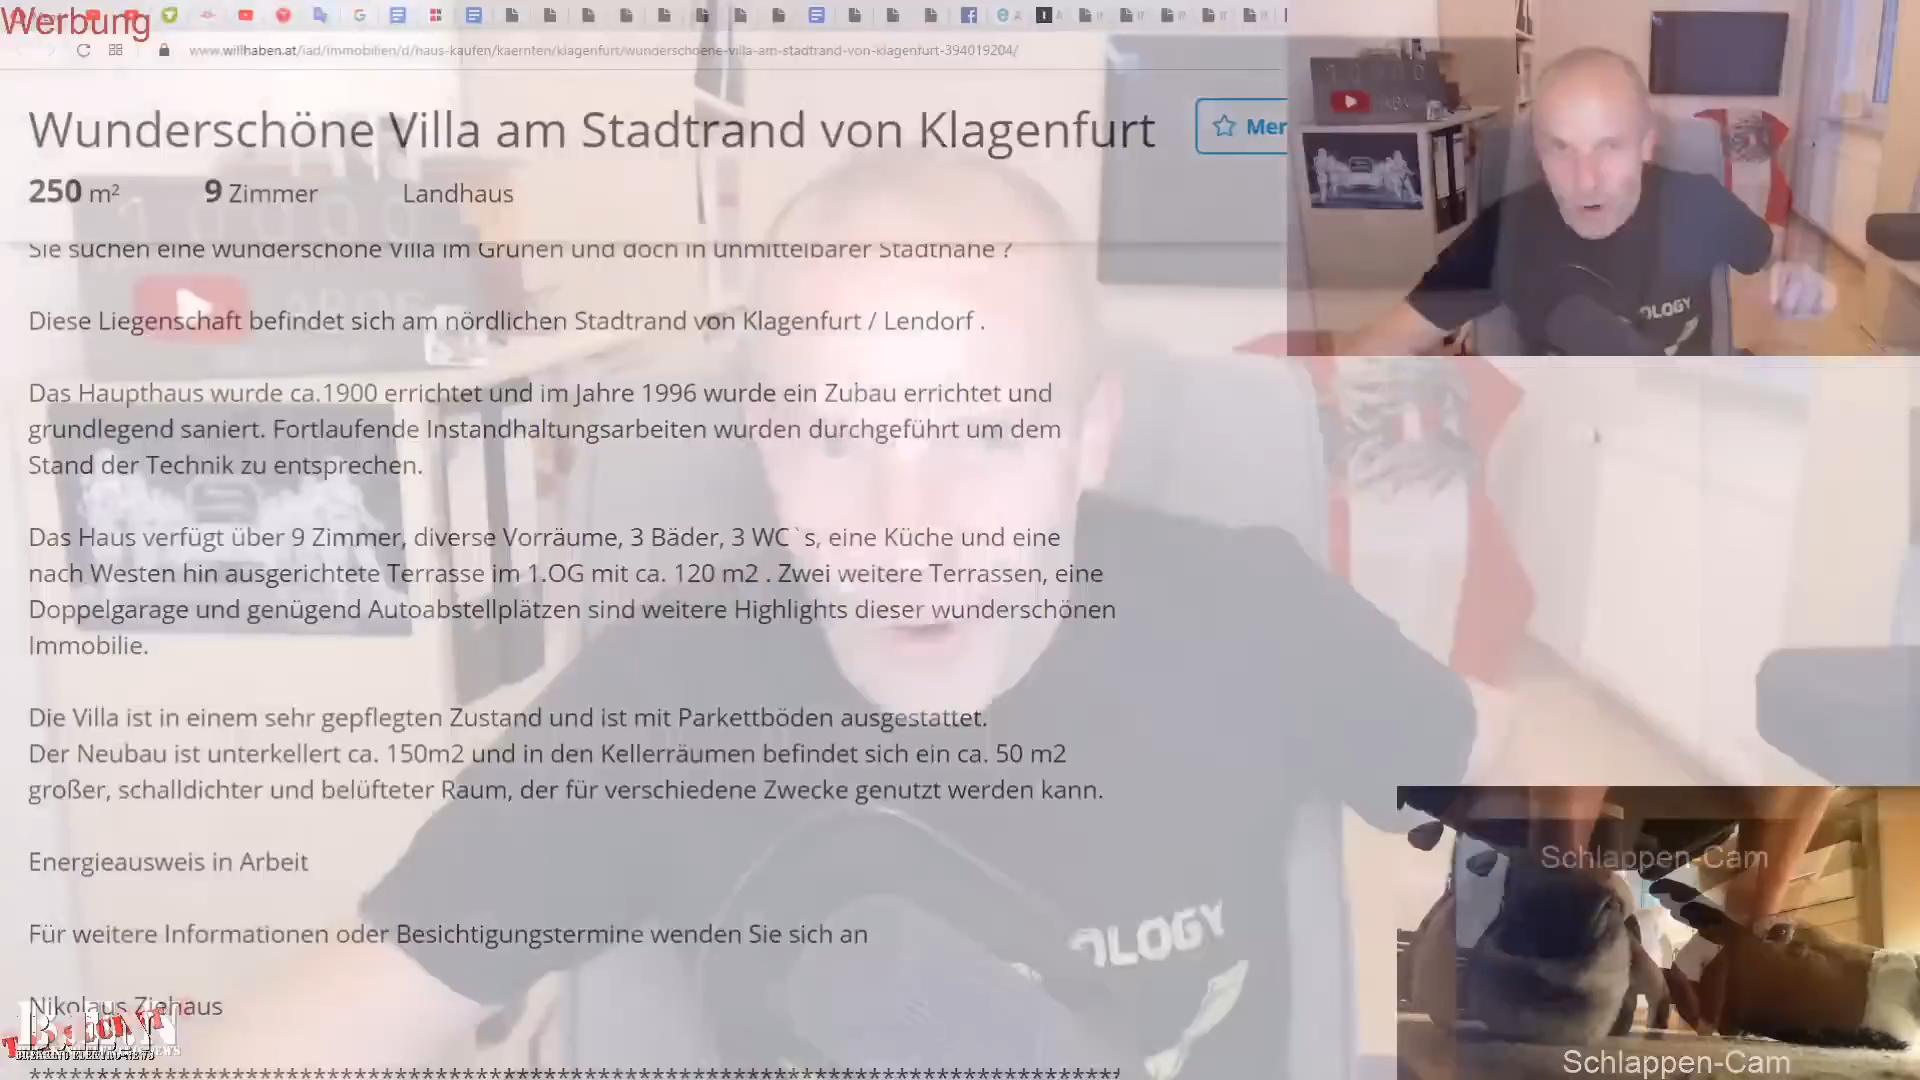 Werbung
www.willhaben.at/iad/immobilien/d/haus-kaufen/kaernten/klagenfurt/wunderschoene-villa-am-stadtrand-von-klagenfurt-394019204/
Wunderschöne Villa am Stadtrand von Klagenfurt
Mer
250 m² 9 Zimmer Landhaus
Sie suchen eine wunderschöne Villa im Grünen und doch in unmittelbarer Stadtnähe ?
Diese Liegenschaft befindet sich am nördlichen Stadtrand von Klagenfurt / Lendorf .
Das Haupthaus wurde ca.1900 errichtet und im Jahre 1996 wurde ein Zubau errichtet und
grundlegend saniert. Fortlaufende Instandhaltungsarbeiten wurden durchgeführt um dem
Stand der Technik zu entsprechen.
Das Haus verfügt über 9 Zimmer, diverse Vorräume, 3 Bäder, 3 WC`s, eine Küche und eine
nach Westen hin ausgerichtete Terrasse im 1.OG mit ca. 120 m2 . Zwei weitere Terrassen, eine
Doppelgarage und genügend Autoabstellplätzen sind weitere Highlights dieser wunderschönen
Immobilie.
Die Villa ist in einem sehr gepflegten Zustand und ist mit Parkettböden ausgestattet.
Der Neubau ist unterkellert ca. 150m2 und in den Kellerräumen befindet sich ein ca. 50 m2
großer, schalldichter und belüfteter Raum, der für verschiedene Zwecke genutzt werden kann.
Energieausweis in Arbeit
Für weitere Informationen oder Besichtigungstermine wenden Sie sich an
Nikolaus Ziehaus
BREAKING ELEKTRO-NEWS
OLOGY
OLOGY
Schlappen-Cam
Schlappen-Cam